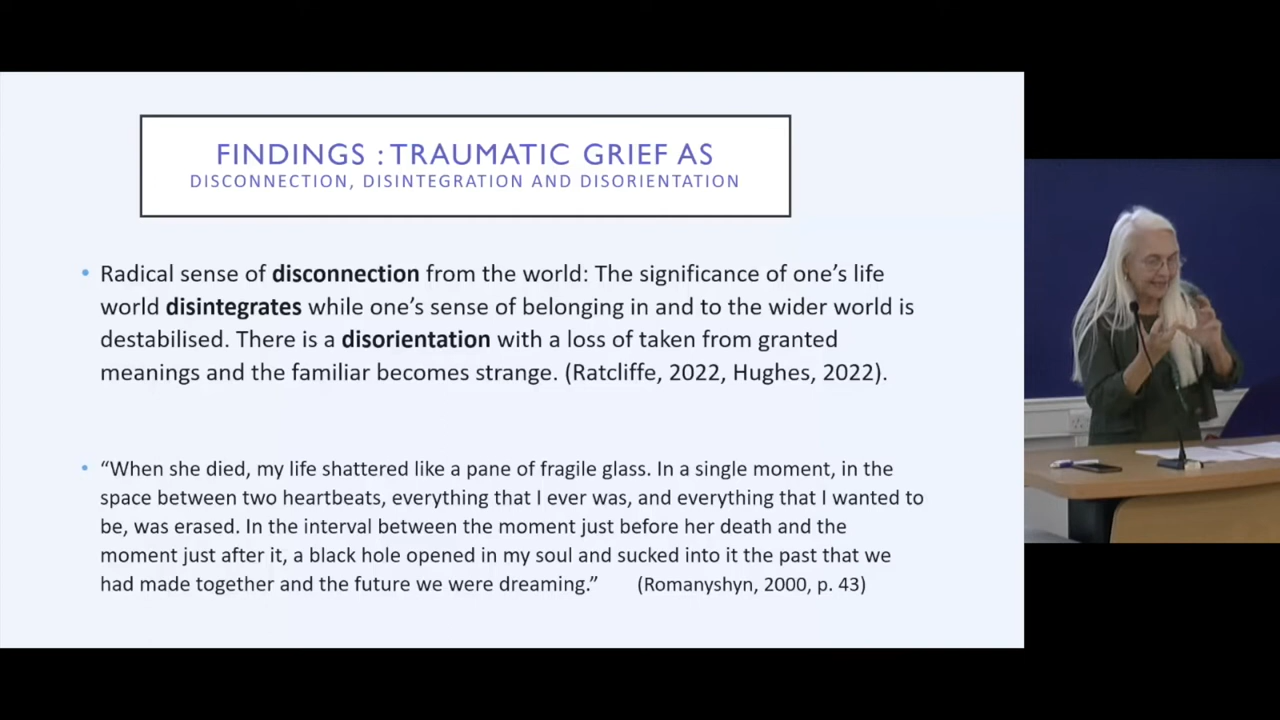 FINDINGS : TRAUMATIC GRIEF AS
DISCONNECTION, DISINTEGRATION AND DISORIENTATION
• Radical sense of disconnection from the world: The significance of one’s life
world disintegrates while one’s sense of belonging in and to the wider world is
destabilised. There is a disorientation with a loss of taken from granted
meanings and the familiar becomes strange. (Ratcliffe, 2022, Hughes, 2022).
• “When she died, my life shattered like a pane of fragile glass. In a single moment, in the
space between two heartbeats, everything that I ever was, and everything that I wanted to
be, was erased. In the interval between the moment just before her death and the
moment just after it, a black hole opened in my soul and sucked into it the past that we
had made together and the future we were dreaming.” (Romanyshyn, 2000, p. 43)